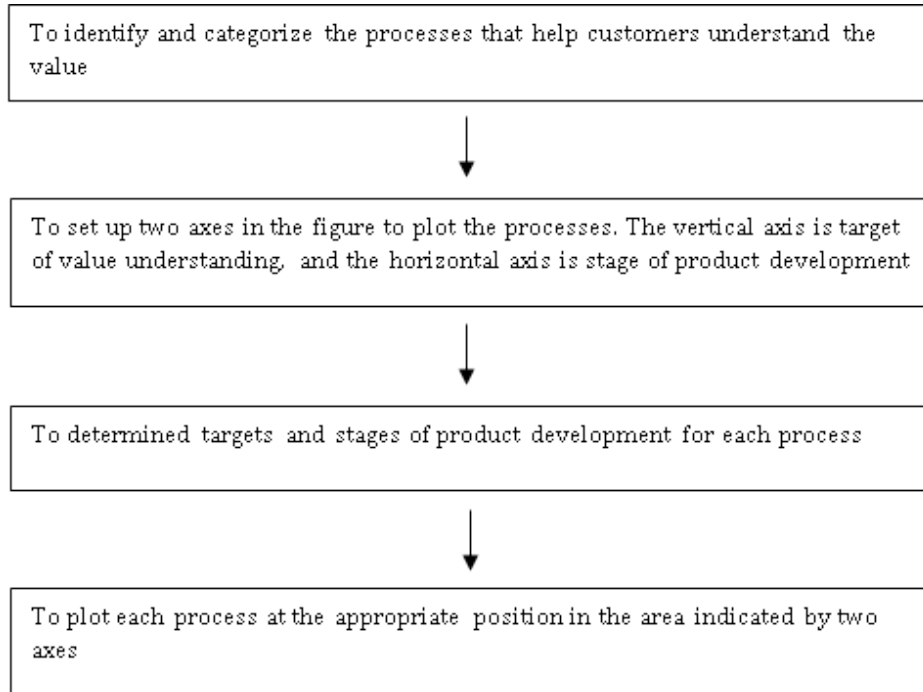 To identify and categorize the processes that help customers understand the
value
To set up two axes in the figure to plot the processes. The vertical axis is target
of value understanding, and the horizontal axis is stage of product development
To determined targets and stages of product development for each process
To plot each process at the appropriate position in the area indicated by two
axes